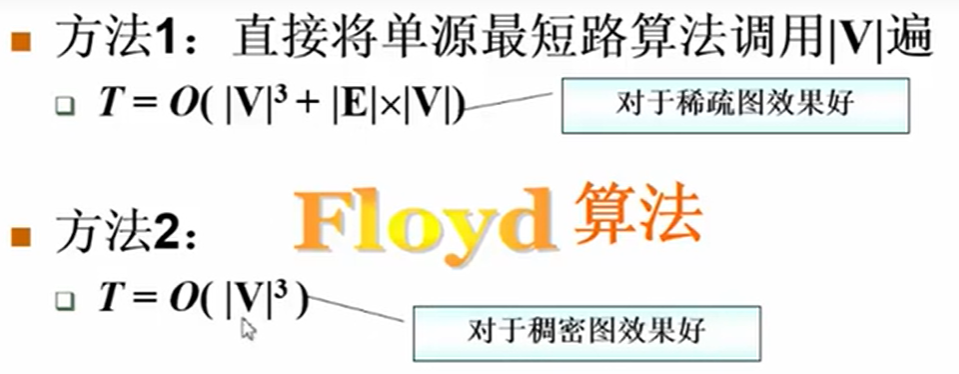 方法1：直接将单源最短路算法调用|V|遍
T = O( |V|³ + |E|×|V|)
对于稀疏图效果好
方法2：
Floyd 算法
T = O( |V|³ )
对于稠密图效果好